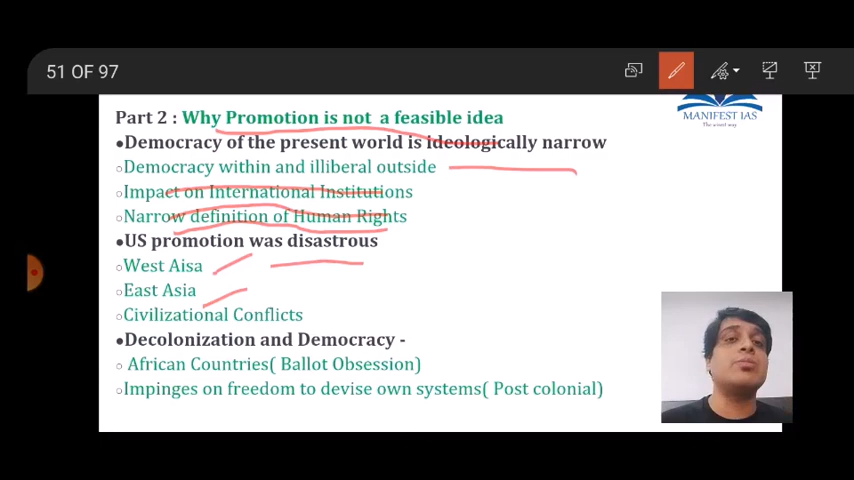 51 OF 97
MANIFEST IAS
Part 2 : Why Promotion is not a feasible idea
●Democracy of the present world is ideologically narrow
○Democracy within and illiberal outside
○Impact on International Institutions
○Narrow definition of Human Rights
●US promotion was disastrous
○West Aisa
○East Asia
○Civilizational Conflicts
●Decolonization and Democracy -
○ African Countries( Ballot Obsession)
○Impinges on freedom to devise own systems( Post colonial)